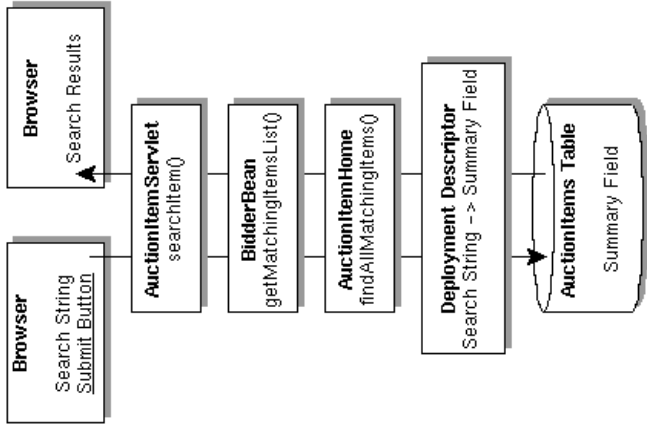 Browser
Search String
Submit Button
Browser
Search Results
AuctionItemServlet
searchItem()
BidderBean
getMatchingItemsList()
AuctionItemHome
findAllMatchingItems()
Deployment Descriptor
Search String -> Summary Field
AuctionItems Table
Summary Field